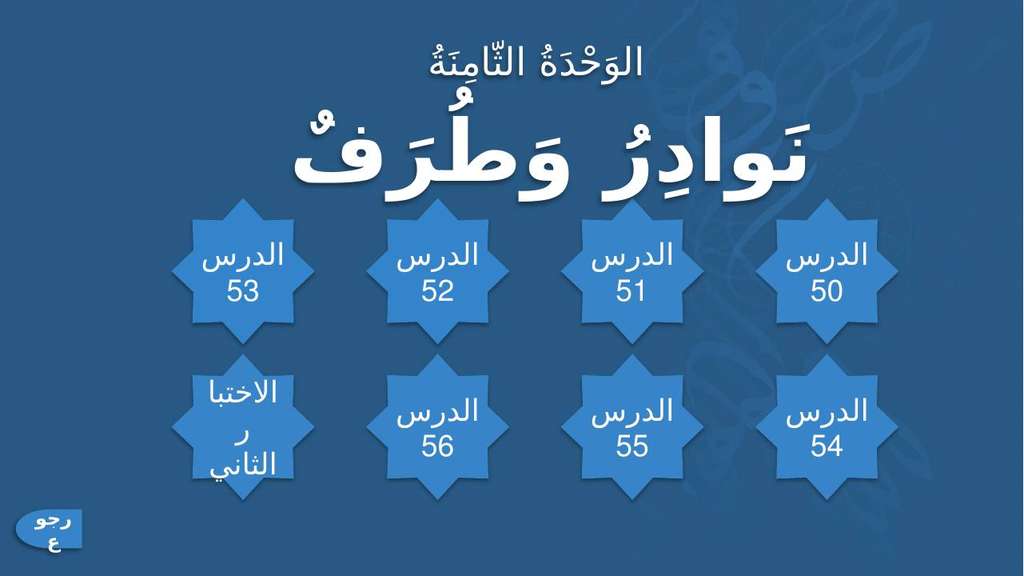 الوَحْدَةُ الثّامِنَةُ
نَوادِرُ وَطُرَفٌ
الدرس
50
الدرس
51
الدرس
52
الدرس
53
الدرس
54
الدرس
55
الدرس
56
الاختبا
ر
الثاني
رجو
ع